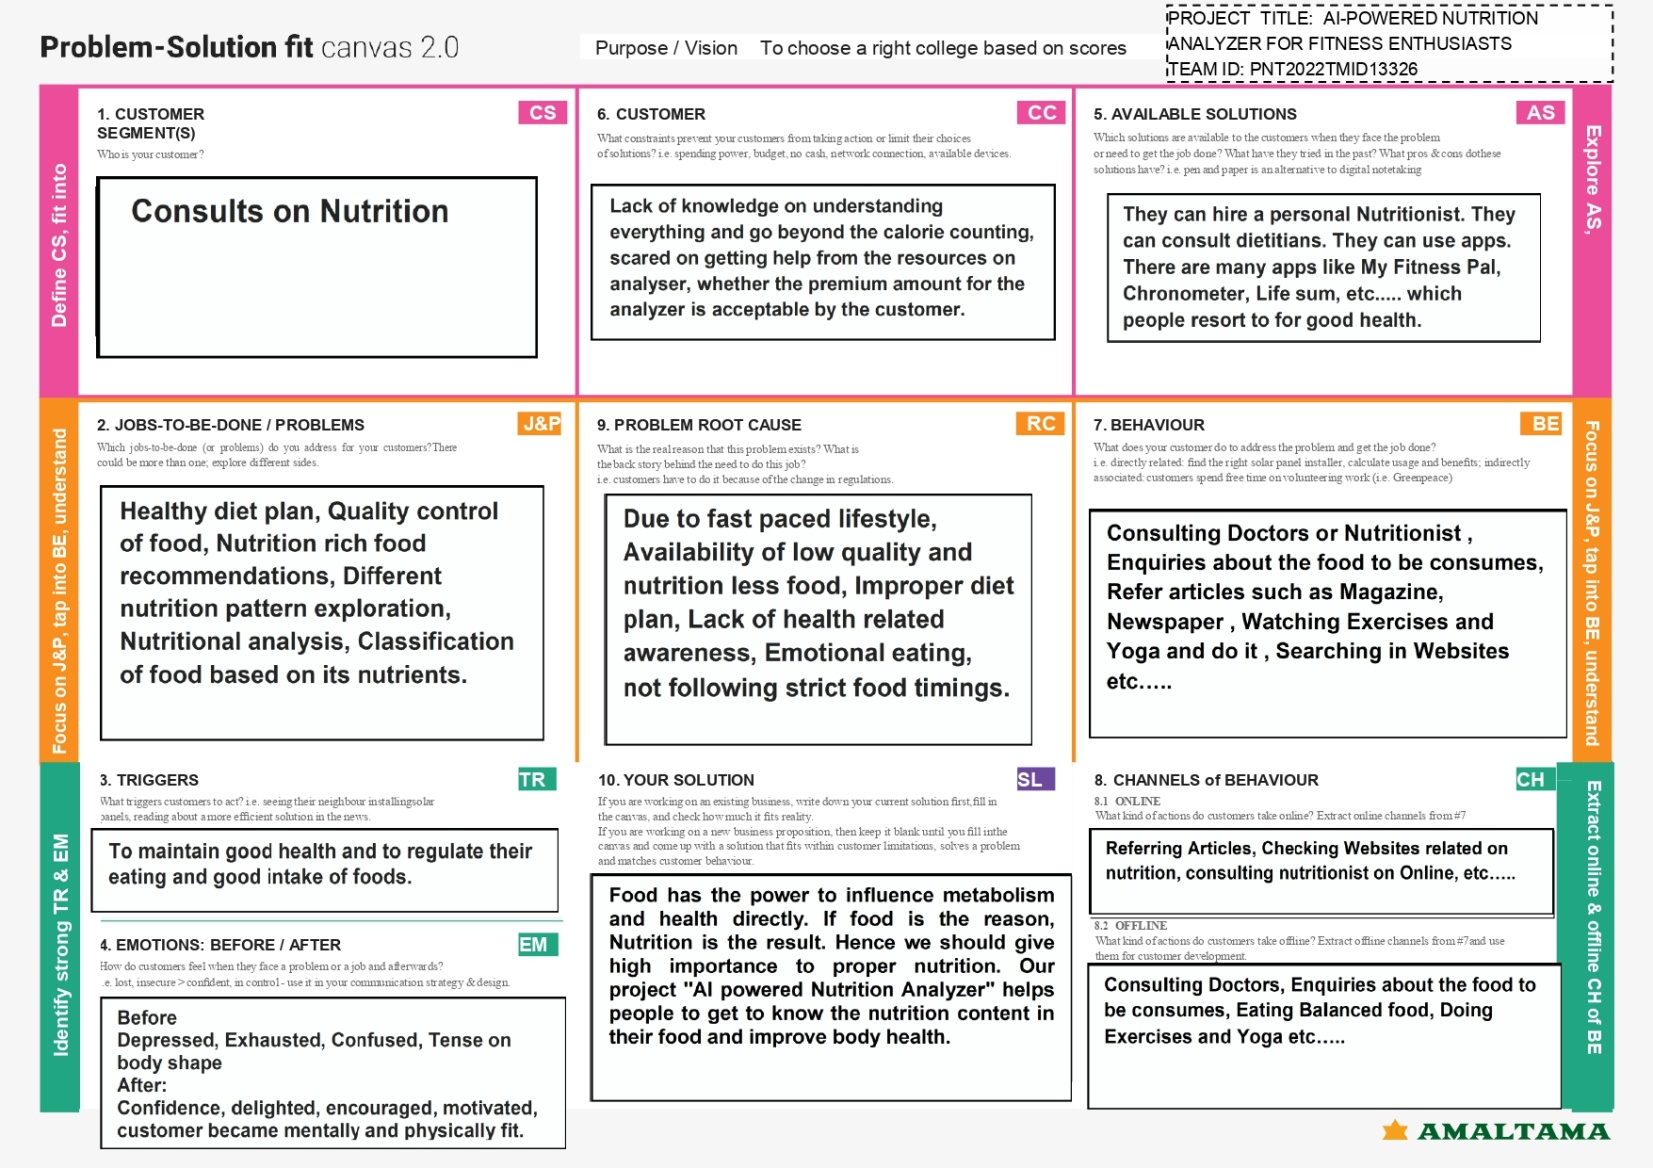 Problem-Solution fit canvas 2.0
Purpose / Vision To choose a right college based on scores
PROJECT TITLE: AI-POWERED NUTRITION
ANALYZER FOR FITNESS ENTHUSIASTS
TEAM ID: PNT2022TMID13326
Define CS, fit into
1. CUSTOMER
SEGMENT(S)
CS
Who is your customer?
Consults on Nutrition
6. CUSTOMER
CC
What constraints prevent your customers from taking action or limit their choices
of solutions? i.e. spending power, budget, no cash, network connection, available devices.
Lack of knowledge on understanding
everything and go beyond the calorie counting,
scared on getting help from the resources on
analyser, whether the premium amount for the
analyzer is acceptable by the customer.
5. AVAILABLE SOLUTIONS
AS
Which solutions are available to the customers when they face the problem
or need to get the job done? What have they tried in the past? What pros & cons dothese
solutions have? i.e. pen and paper is an alternative to digital notetaking
They can hire a personal Nutritionist. They
can consult dietitians. They can use apps.
There are many apps like My Fitness Pal,
Chronometer, Life sum, etc..... which
people resort to for good health.
Explore AS,
Focus on J&P, tap into BE, understand
2. JOBS-TO-BE-DONE / PROBLEMS
J&P
Which jobs-to-be-done (or problems) do you address for your customers?There
could be more than one; explore different sides.
Healthy diet plan, Quality control
of food, Nutrition rich food
recommendations, Different
nutrition pattern exploration,
Nutritional analysis, Classification
of food based on its nutrients.
9. PROBLEM ROOT CAUSE
RC
What is the real reason that this problem exists? What is
theback story behind the need to do this job?
i.e. customers have to do it because of the change in regulations.
Due to fast paced lifestyle,
Availability of low quality and
nutrition less food, Improper diet
plan, Lack of health related
awareness, Emotional eating,
not following strict food timings.
7. BEHAVIOUR
BE
What does your customer do to address the problem and get the job done?
i.e. directly related: find the right solar panel installer, calculate usage and benefits; indirectly
associated: customers spend free time on volunteering work (i.e. Greenpeace)
Consulting Doctors or Nutritionist ,
Enquiries about the food to be consumes,
Refer articles such as Magazine,
Newspaper , Watching Exercises and
Yoga and do it , Searching in Websites
etc.....
Focus on J&P, tap into BE, understand
Identify strong TR & EM
3. TRIGGERS
TR
What triggers customers to act? i.e. seeing their neighbour installingsolar
panels, reading about a more efficient solution in the news.
To maintain good health and to regulate their
eating and good intake of foods.
4. EMOTIONS: BEFORE / AFTER
EM
How do customers feel when they face a problem or a job and afterwards?
.e. lost, insecure > confident, in control - use it in your communication strategy & design.
Before
Depressed, Exhausted, Confused, Tense on
body shape
After:
Confidence, delighted, encouraged, motivated,
customer became mentally and physically fit.
10. YOUR SOLUTION
SL
If you are working on an existing business, write down your current solution first, fill in
the canvas, and check how much it fits reality.
If you are working on a new business proposition, then keep it blank until you fill inthe
canvas and come up with a solution that fits within customer limitations, solves a problem
and matches customer behaviour.
Food has the power to influence metabolism
and health directly. If food is the reason,
Nutrition is the result. Hence we should give
high importance to proper nutrition. Our
project "AI powered Nutrition Analyzer" helps
people to get to know the nutrition content in
their food and improve body health.
8. CHANNELS of BEHAVIOUR
CH
8.1 ONLINE
What kind of actions do customers take online? Extract online channels from #7
Referring Articles, Checking Websites related on
nutrition, consulting nutritionist on Online, etc.....
8.2 OFFLINE
What kind of actions do customers take offline? Extract offline channels from #7 and use
them for customer development.
Consulting Doctors, Enquiries about the food to
be consumes, Eating Balanced food, Doing
Exercises and Yoga etc.....
Extract online & offline CH of BE
AMALTAMA